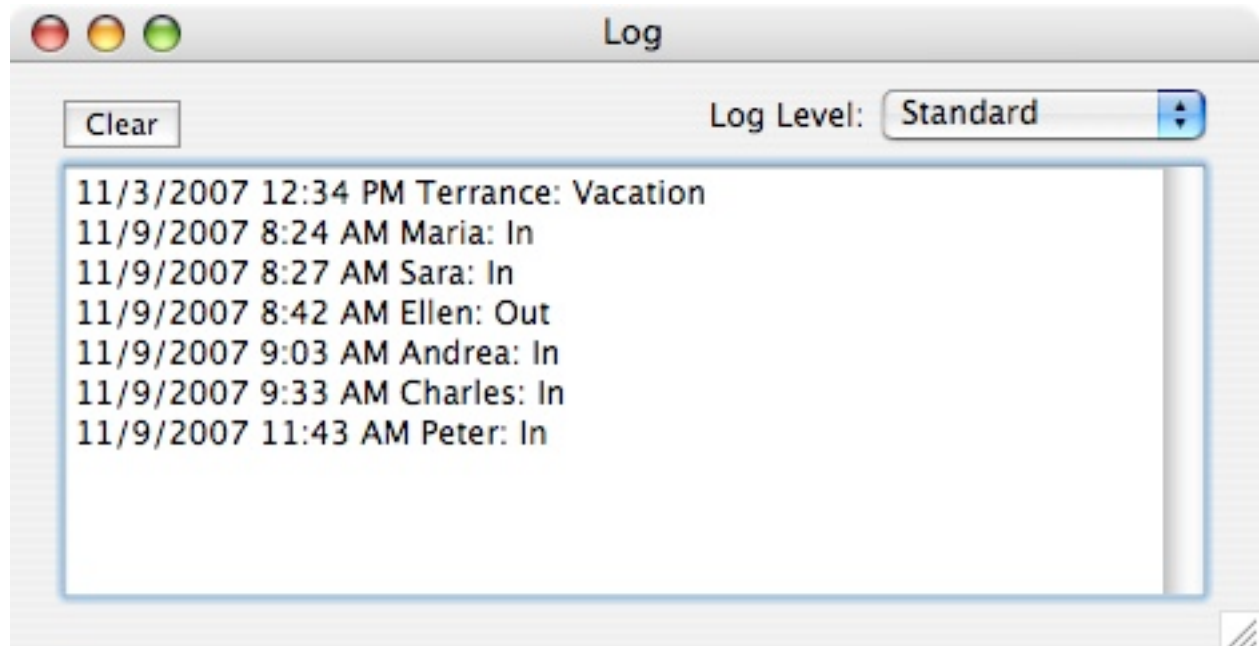 Log
Clear
Log Level: Standard
11/3/2007 12:34 PM Terrance: Vacation
11/9/2007 8:24 AM Maria: In
11/9/2007 8:27 AM Sara: In
11/9/2007 8:42 AM Ellen: Out
11/9/2007 9:03 AM Andrea: In
11/9/2007 9:33 AM Charles: In
11/9/2007 11:43 AM Peter: In